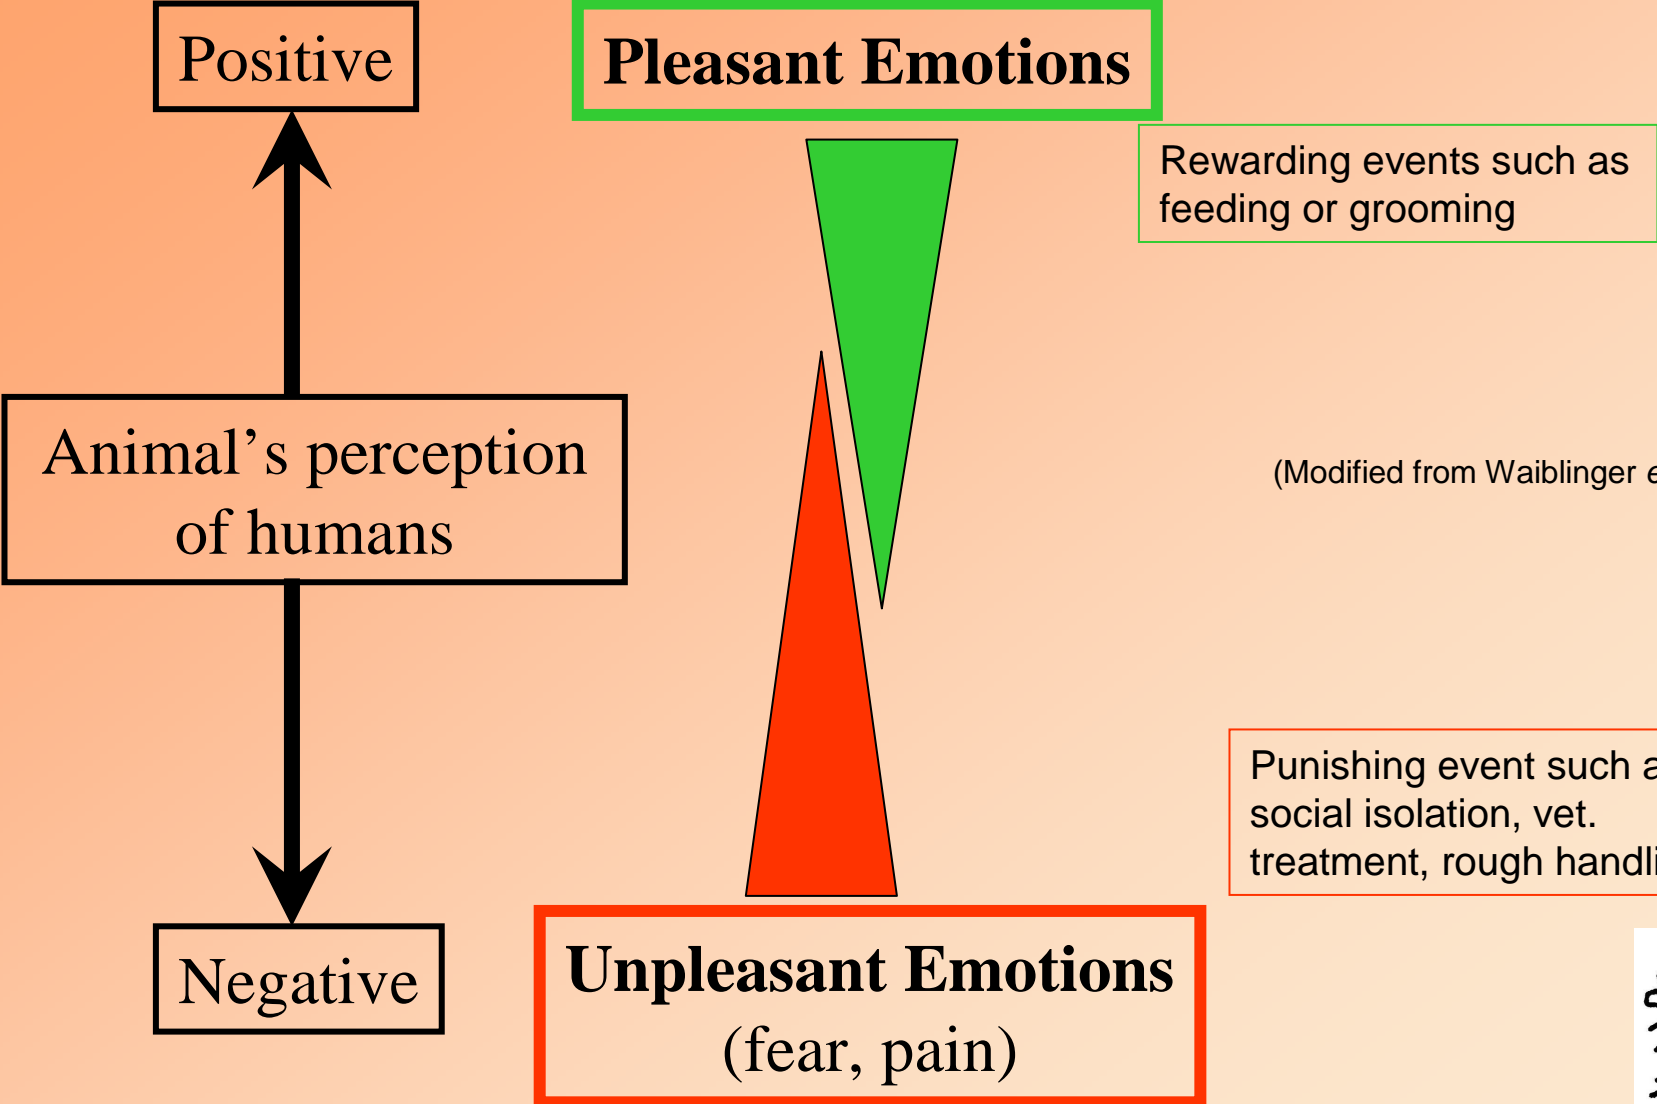 Positive
Pleasant Emotions
Rewarding events such as
feeding or grooming
Animal’s perception
of humans
(Modified from Waiblinger
Punishing event such
social isolation, vet.
treatment, rough
Negative
Unpleasant Emotions
(fear, pain)